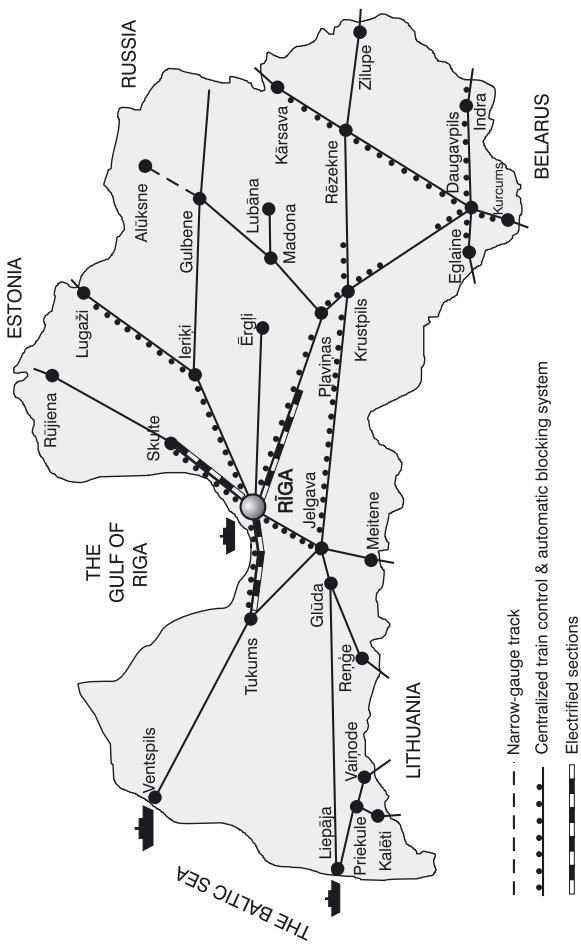 ESTONIA
RUSSIA
Rūjiena
Lugaži
Alūksne
THE
GULF OF
RIGA
Skulte
Ieriķi
Gulbene
Ventspils
Lubāna
Madona
Kārsava
Ērgļi
Tukums
RĪGA
Pļaviņas
Rēzekne
Zilupe
THE BALTIC SEA
Liepāja
Glūda
Jelgava
Krustpils
Priekule
Vaiņode
Reņģe
Meitene
Kalēti
Eglaine
Daugavpils
Indra
Kurcums
LITHUANIA
BELARUS
Narrow-gauge track
Centralized train control & automatic blocking system
Electrified sections